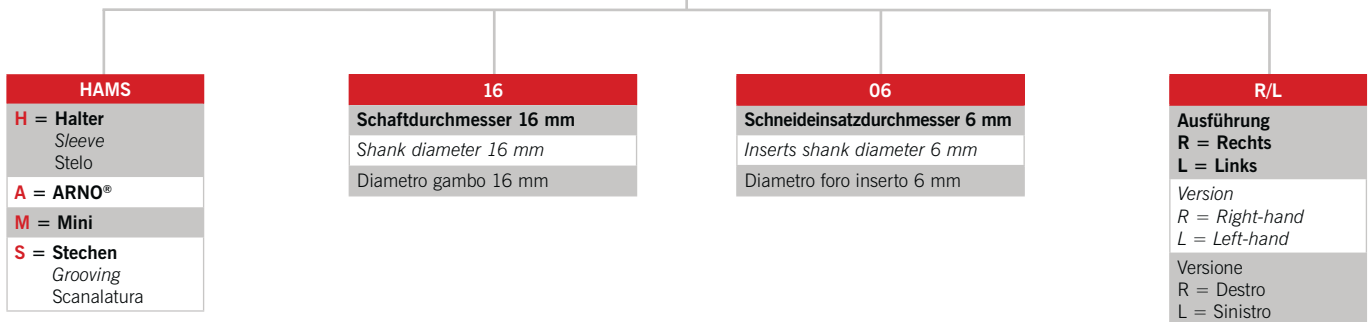 HAMS
H = Halter
Sleeve
Stelo
A = ARNO®
M = Mini
S = Stechen
Grooving
Scanalatura
16
Schaftdurchmesser 16 mm
Shank diameter 16 mm
Diametro gambo 16 mm
06
Schneideinsatzdurchmesser 6 mm
Inserts shank diameter 6 mm
Diametro foro inserto 6 mm
R/L
Ausführung
R = Rechts
L = Links
Version
R = Right-hand
L = Left-hand
Versione
R = Destro
L = Sinistro